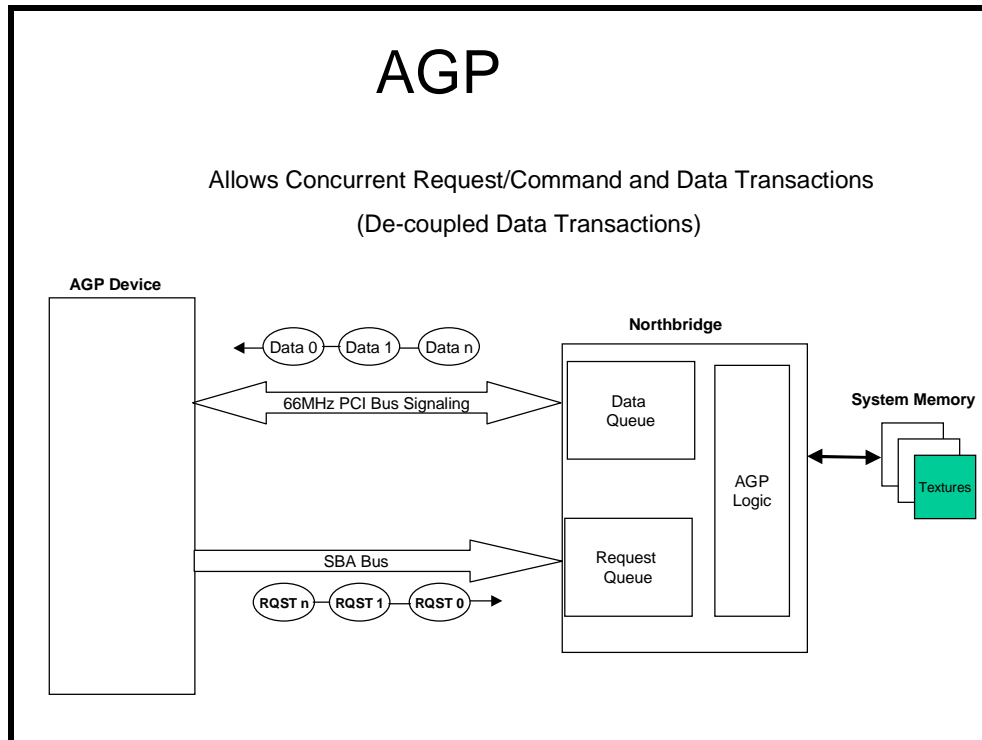 AGP
Allows Concurrent Request/Command and Data Transactions
(De-coupled Data Transactions)
AGP Device
Data 0
Data 1
Data n
66MHz PCI Bus Signaling
SBA Bus
RQST n
RQST 1
RQST 0
Northbridge
Data
Queue
Request
Queue
AGP
Logic
System Memory
Textures